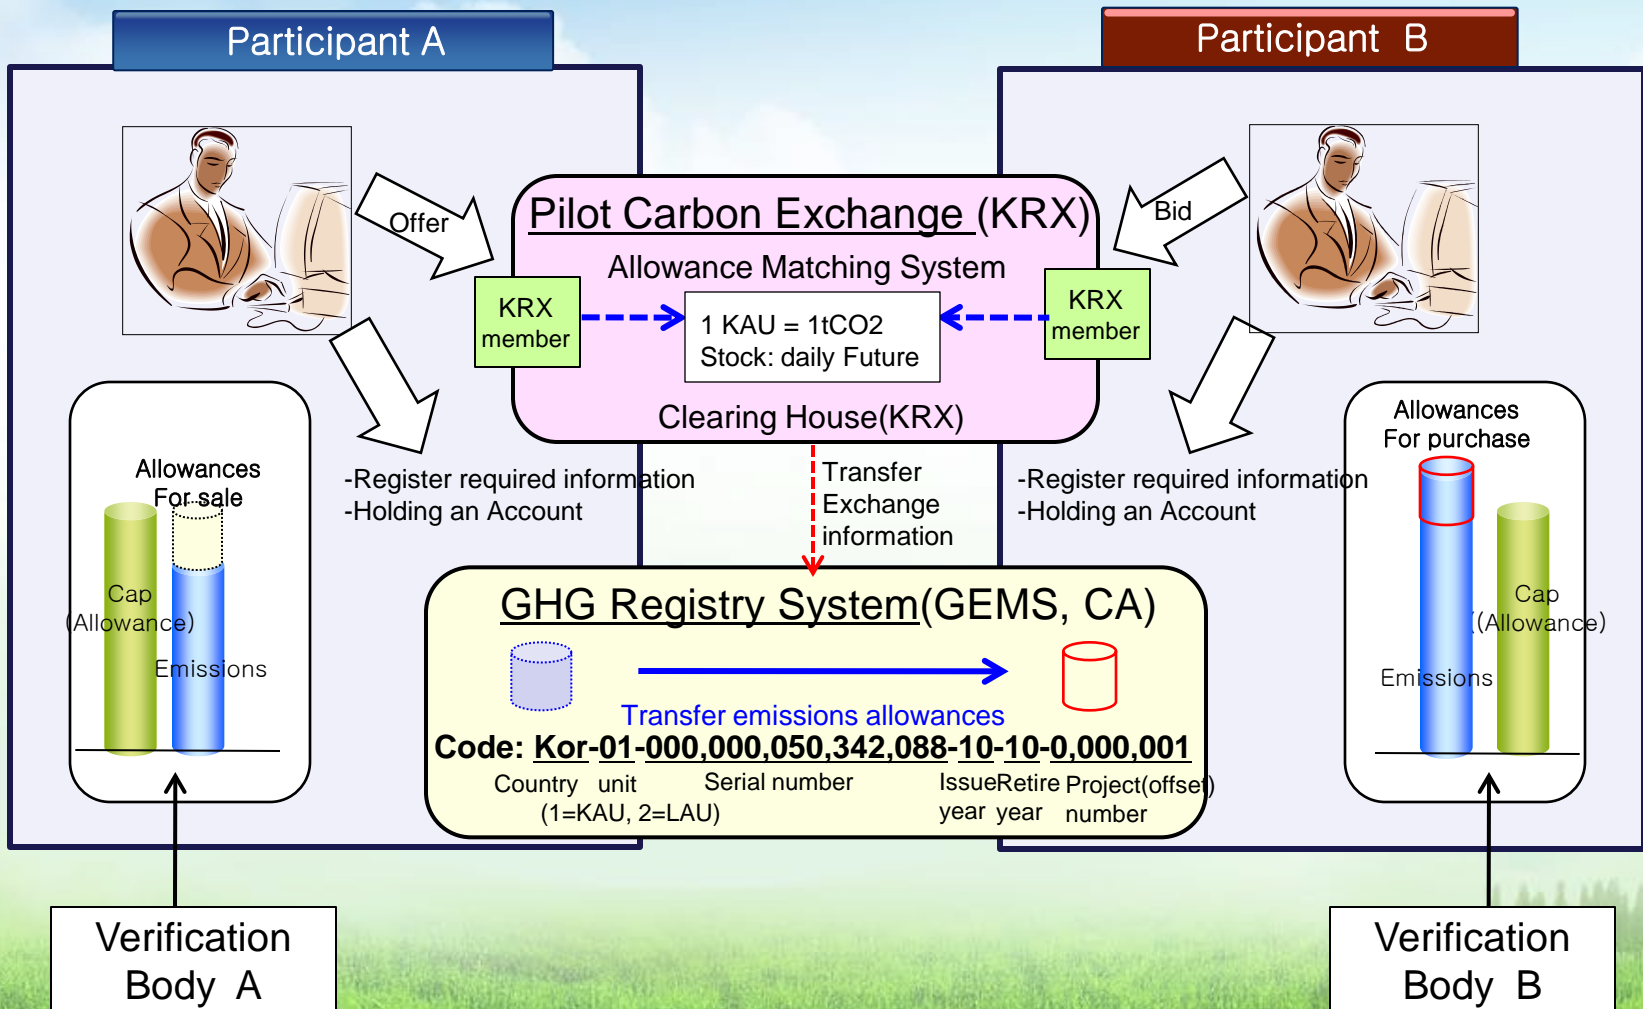 Participant A
Participant B
Offer
Bid
Pilot Carbon Exchange (KRX)
Allowance Matching System
KRX
member
1 KAU = 1tCO2
Stock: daily Future
KRX
member
Clearing House(KRX)
Allowances
For sale
Cap
(Allowance)
Emissions
-Register required information
-Holding an Account
Transfer
Exchange
information
-Register required information
-Holding an Account
Allowances
For purchase
Emissions
Cap
((Allowance)
GHG Registry System(GEMS, CA)
Transfer emissions allowances
Code: Kor-01-000,000,050,342,088-10-10-0,000,001
Country unit Serial number Issue Retire Project(offset)
(1=KAU, 2=LAU) year year number
Verification
Body A
Verification
Body B